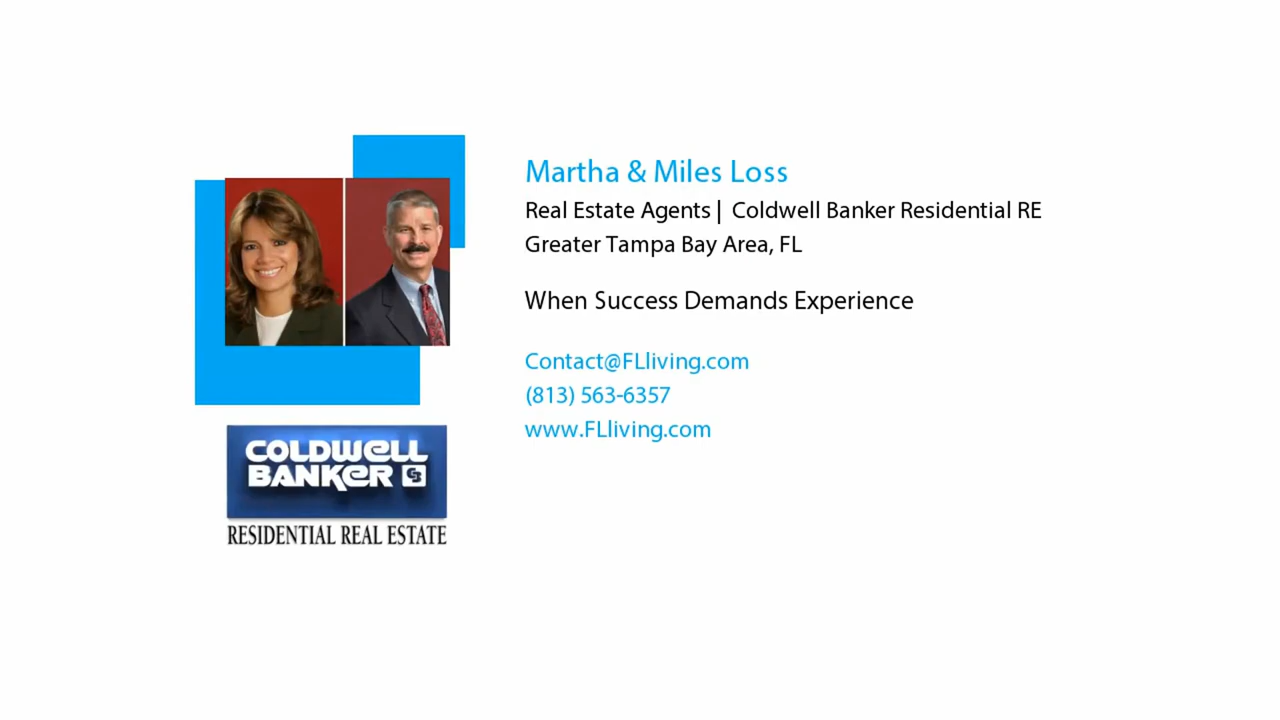 Martha & Miles Loss
Real Estate Agents | Coldwell Banker Residential RE
Greater Tampa Bay Area, FL
When Success Demands Experience
Contact@FLliving.com
(813) 563-6357
www.FLliving.com
COLDWELL
BANKER CB
RESIDENTIAL REAL ESTATE